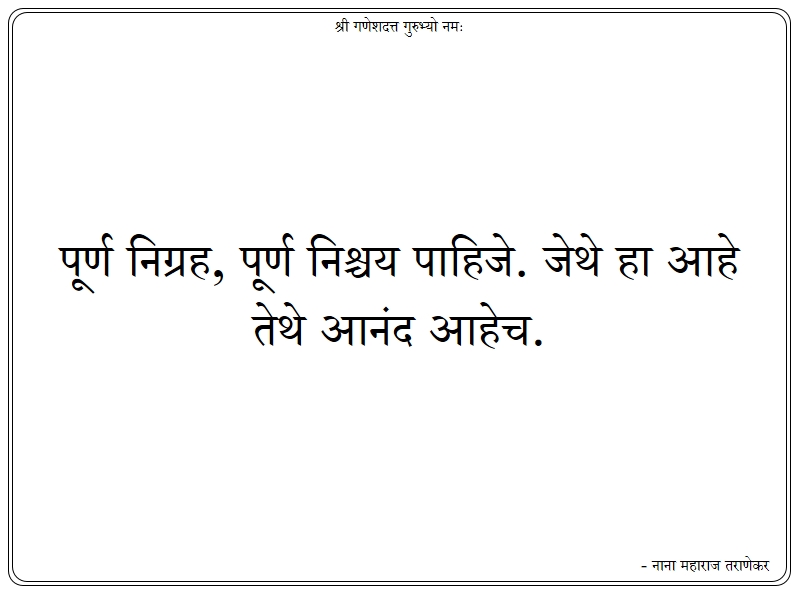 श्री गणेशदत्त गुरुभ्यो नमः
पूर्ण निग्रह, पूर्ण निश्चय पाहिजे. जेथे हा आहे
तेथे आनंद आहेच.
- नाना महाराज तराणेकर